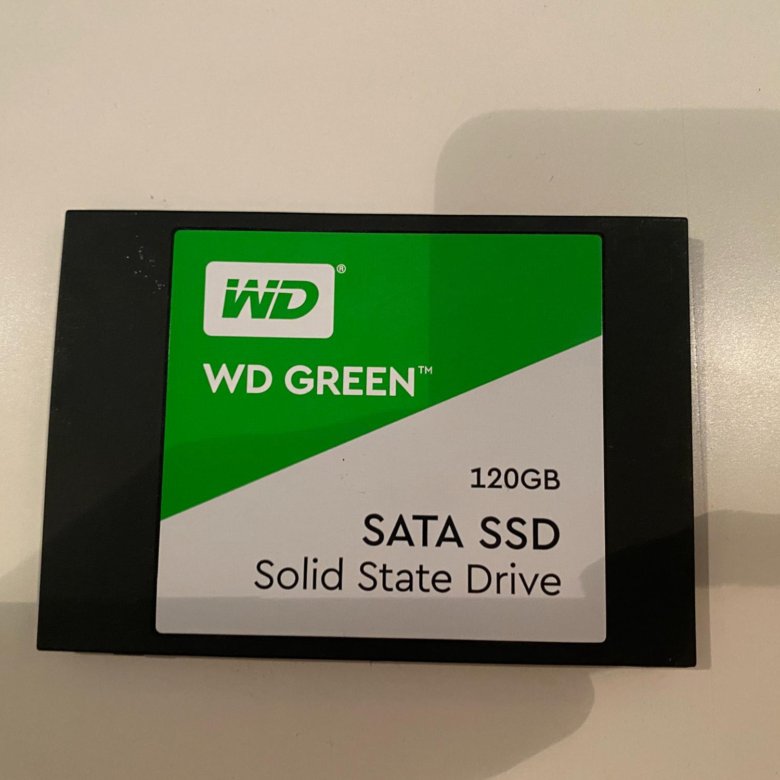 WD®
WD GREEN™
120GB
SATA SSD
Solid State Drive